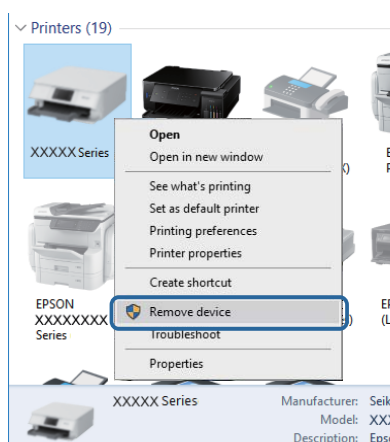 Printers (19)
XXXXX Series
Open
Open in new window
See what's printing
Set as default printer
Printing preferences
Printer properties
Create shortcut
Remove device
Troubleshoot
Properties
EPSON
XXXXXXXX
Series
XXXXX Series
Manufacturer:
Model:
Description: